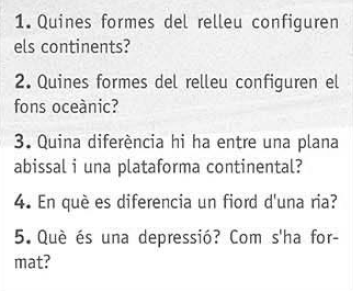 1. Quines formes del relleu configuren
els continents?
2. Quines formes del relleu configuren el
fons oceànic?
3. Quina diferència hi ha entre una plana
abissal i una plataforma continental?
4. En què es diferencia un fiord d'una ria?
5. Què és una depressió? Com s'ha for-
mat?